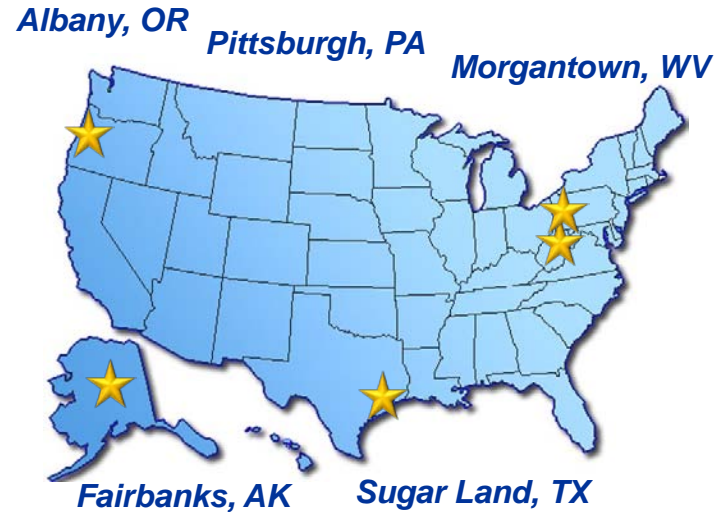 Albany, OR
Pittsburgh, PA
Morgantown, WV
Fairbanks, AK
Sugar Land, TX